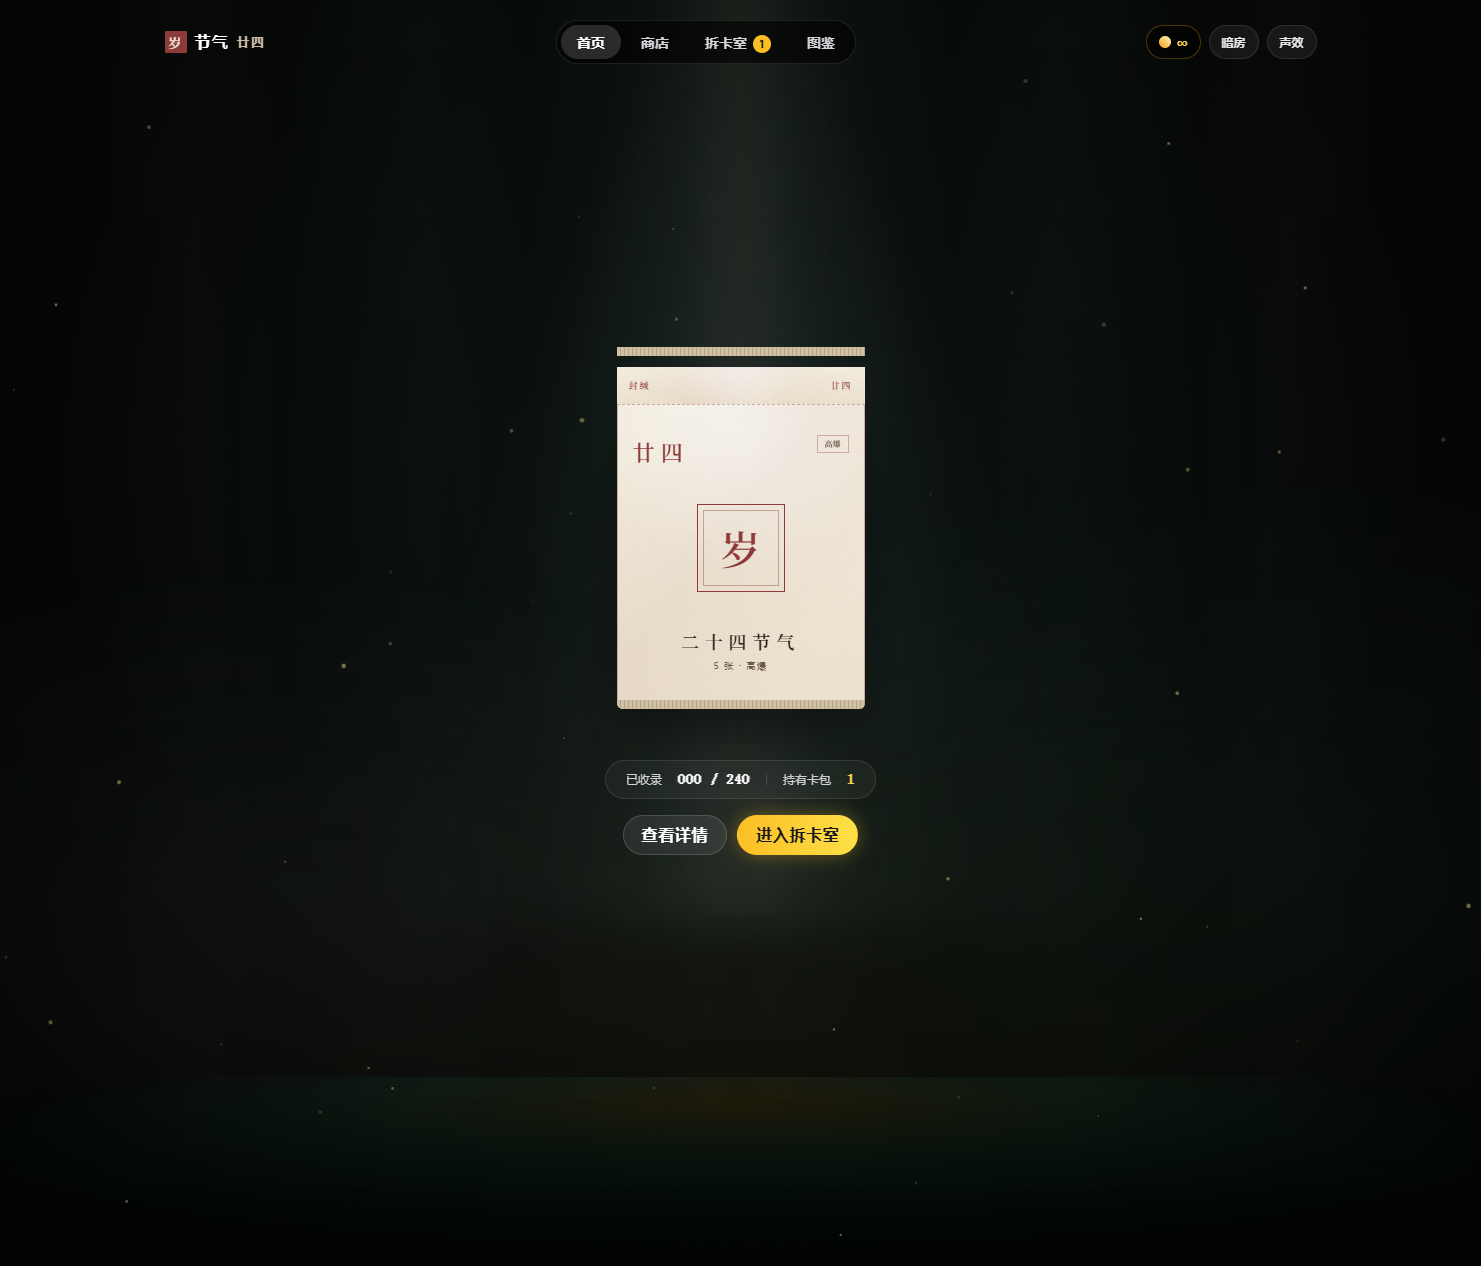 岁 节气 廿四
首页 商店 拆卡室 1 图鉴
∞ 暗房 声效
封缄 廿四
廿四 高爆
岁
二十四节气
5 张 · 高爆
已收录 000 / 240 持有卡包 1
查看详情 进入拆卡室